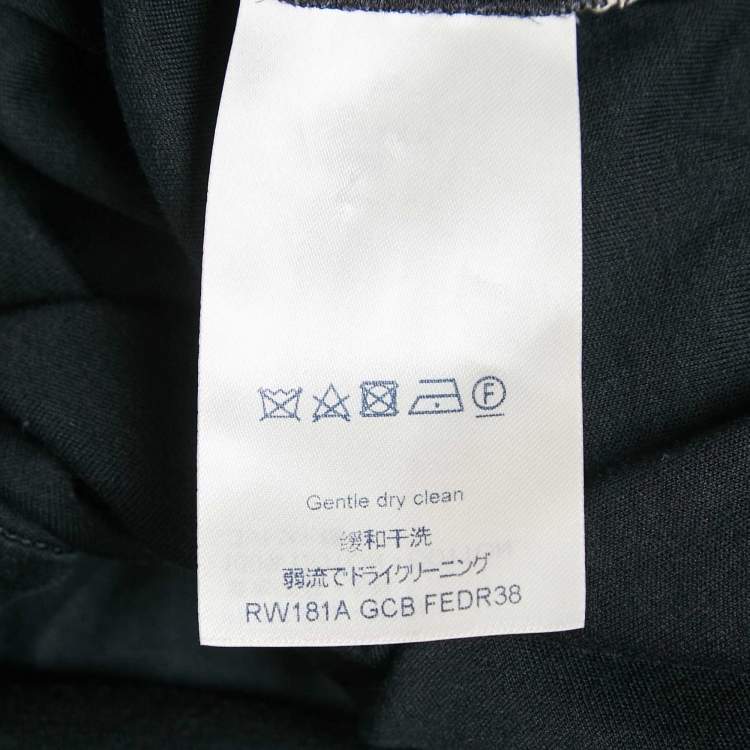 F
Gentle dry clean
缓和干洗
弱流でドライクリーニング
RW181A GCB FEDR38